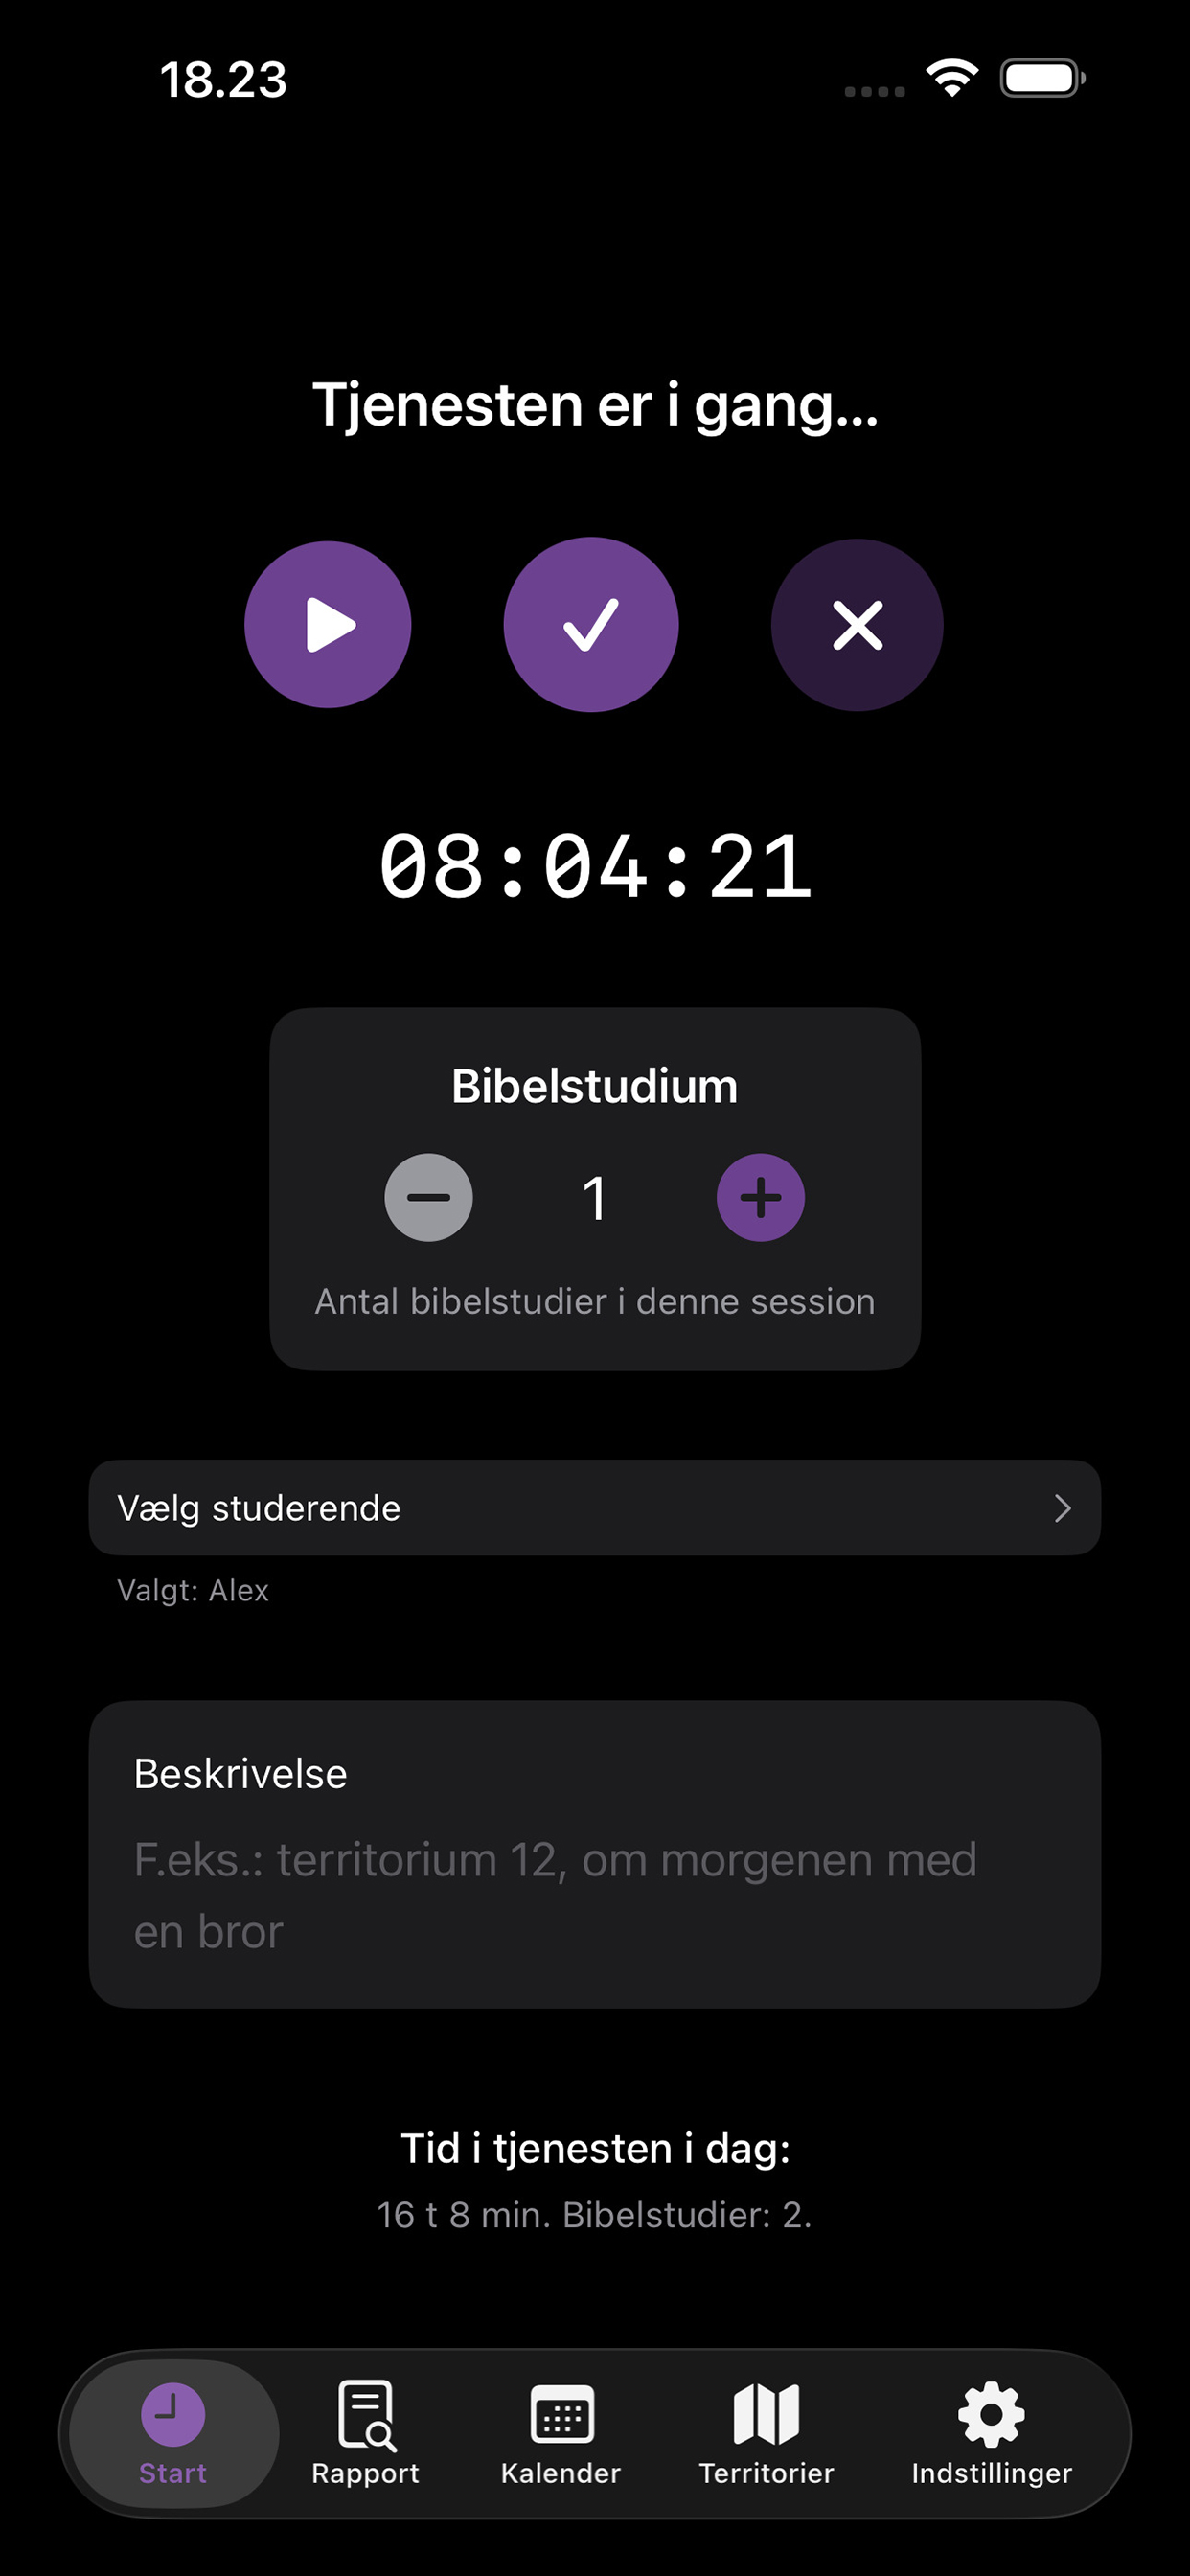 18.23
Tjenesten er i gang...
08:04:21
Bibelstudium
1
Antal bibelstudier i denne session
Vælg studerende
Valgt: Alex
Beskrivelse
F.eks.: territorium 12, om morgenen med
en bror
Tid i tjenesten i dag:
16 t 8 min. Bibelstudier: 2.
Start
Rapport
Kalender
Territorier
Indstillinger